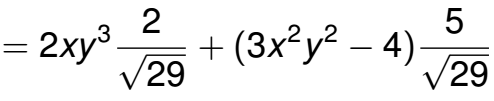 = 2xy³ 2/√29 + (3x²y² − 4) 5/√29